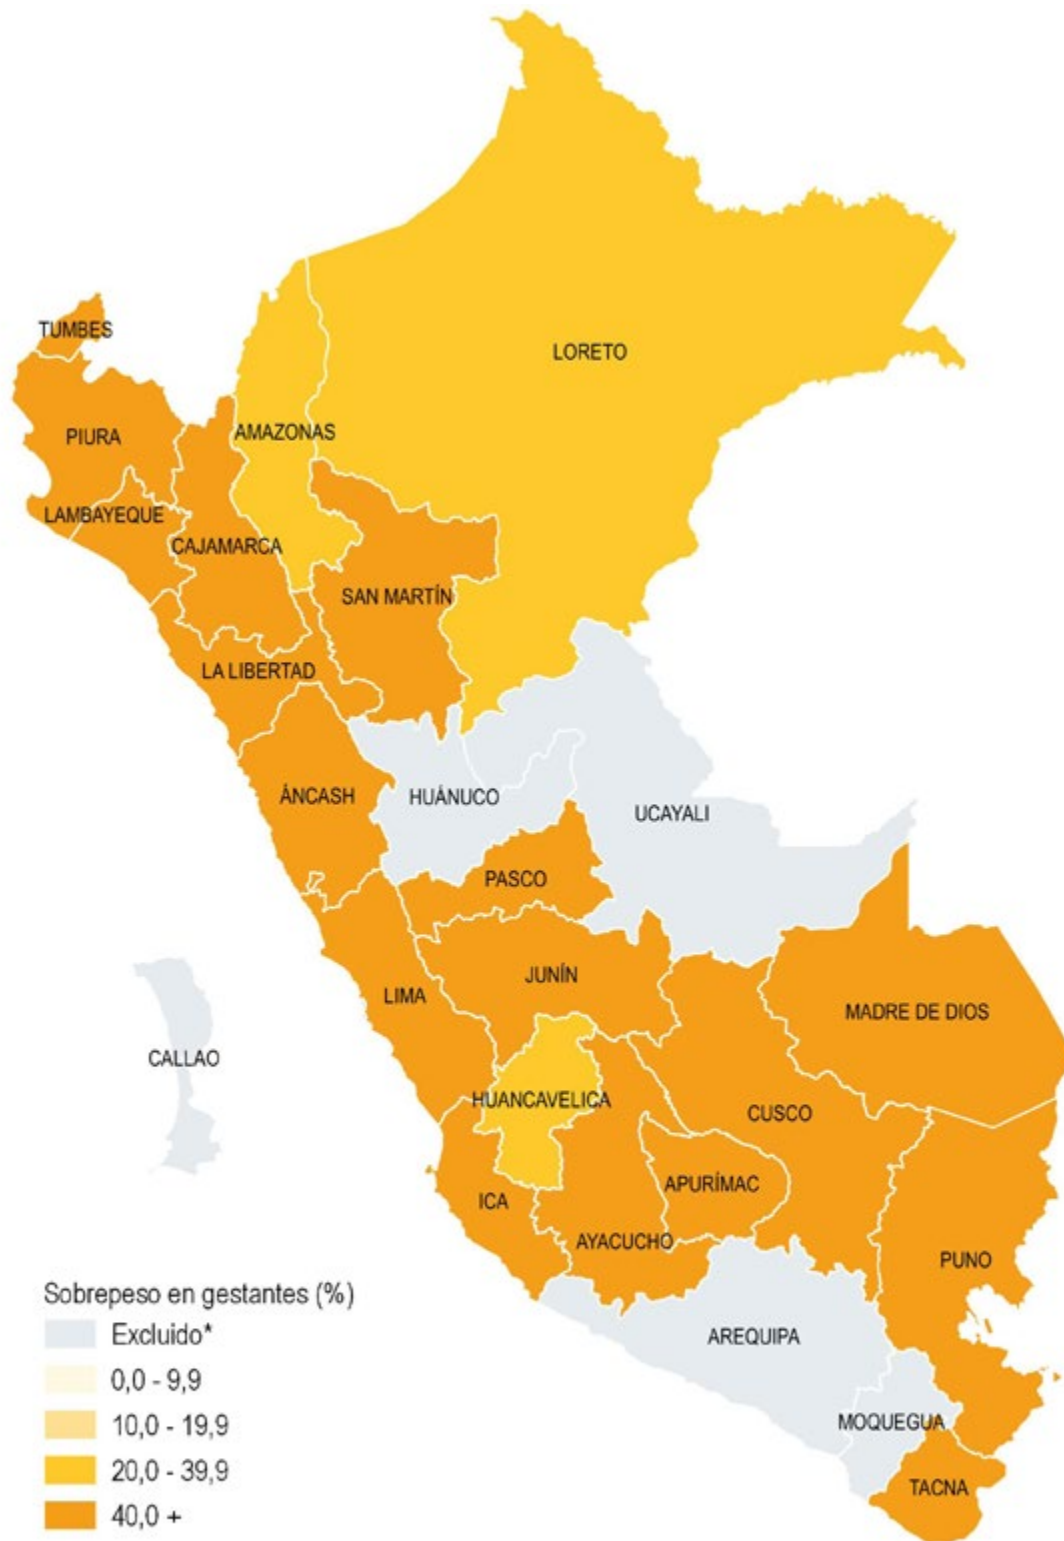 TUMBES
LORETO
PIURA
AMAZONAS
LAMBAYEQUE
CAJAMARCA
SAN MARTÍN
LA LIBERTAD
ÁNCASH
HUÁNUCO
UCAYALI
PASCO
JUNÍN
LIMA
MADRE DE DIOS
CALLAO
HUANCAVELICA
CUSCO
APURÍMAC
ICA
AYACUCHO
PUNO
AREQUIPA
MOQUEGUA
TACNA
Sobrepeso en gestantes (%)
Excluido*
0,0 - 9,9
10,0 - 19,9
20,0 - 39,9
40,0 +